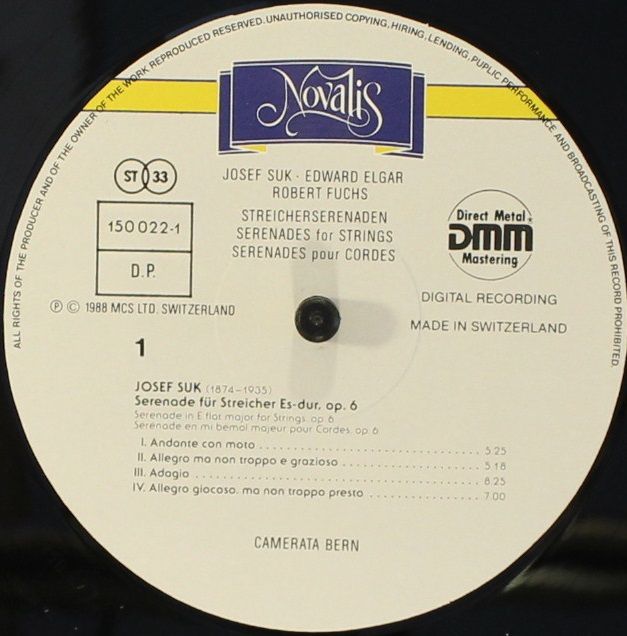 ALL RIGHTS OF THE PRODUCER AND OF THE OWNER OF THE WORK REPRODUCED RESERVED. UNAUTHORISED COPYING, HIRING, LENDING, PUPLIC PERFORMANCE AND BROADCASTING OF THIS RECORD PROHIBITED.
Novalis
JOSEF SUK · EDWARD ELGAR
ROBERT FUCHS
ST 33
STREICHERSERENADEN
SERENADES for STRINGS
SERENADES pour CORDES
150 022-1
D.P.
Direct Metal
DMM
Mastering
DIGITAL RECORDING
Ⓟ © 1988 MCS LTD. SWITZERLAND
MADE IN SWITZERLAND
1
JOSEF SUK (1874–1935)
Serenade für Streicher Es-dur, op. 6
Serenade in E flat major for Strings, op. 6
Serenade en mi bemol majeur pour Cordes, op. 6
I. Andante con moto 5.25
II. Allegro ma non troppo e grazioso 5.18
III. Adagio 8.25
IV. Allegro giocoso, ma non troppo presto 7.00
CAMERATA BERN